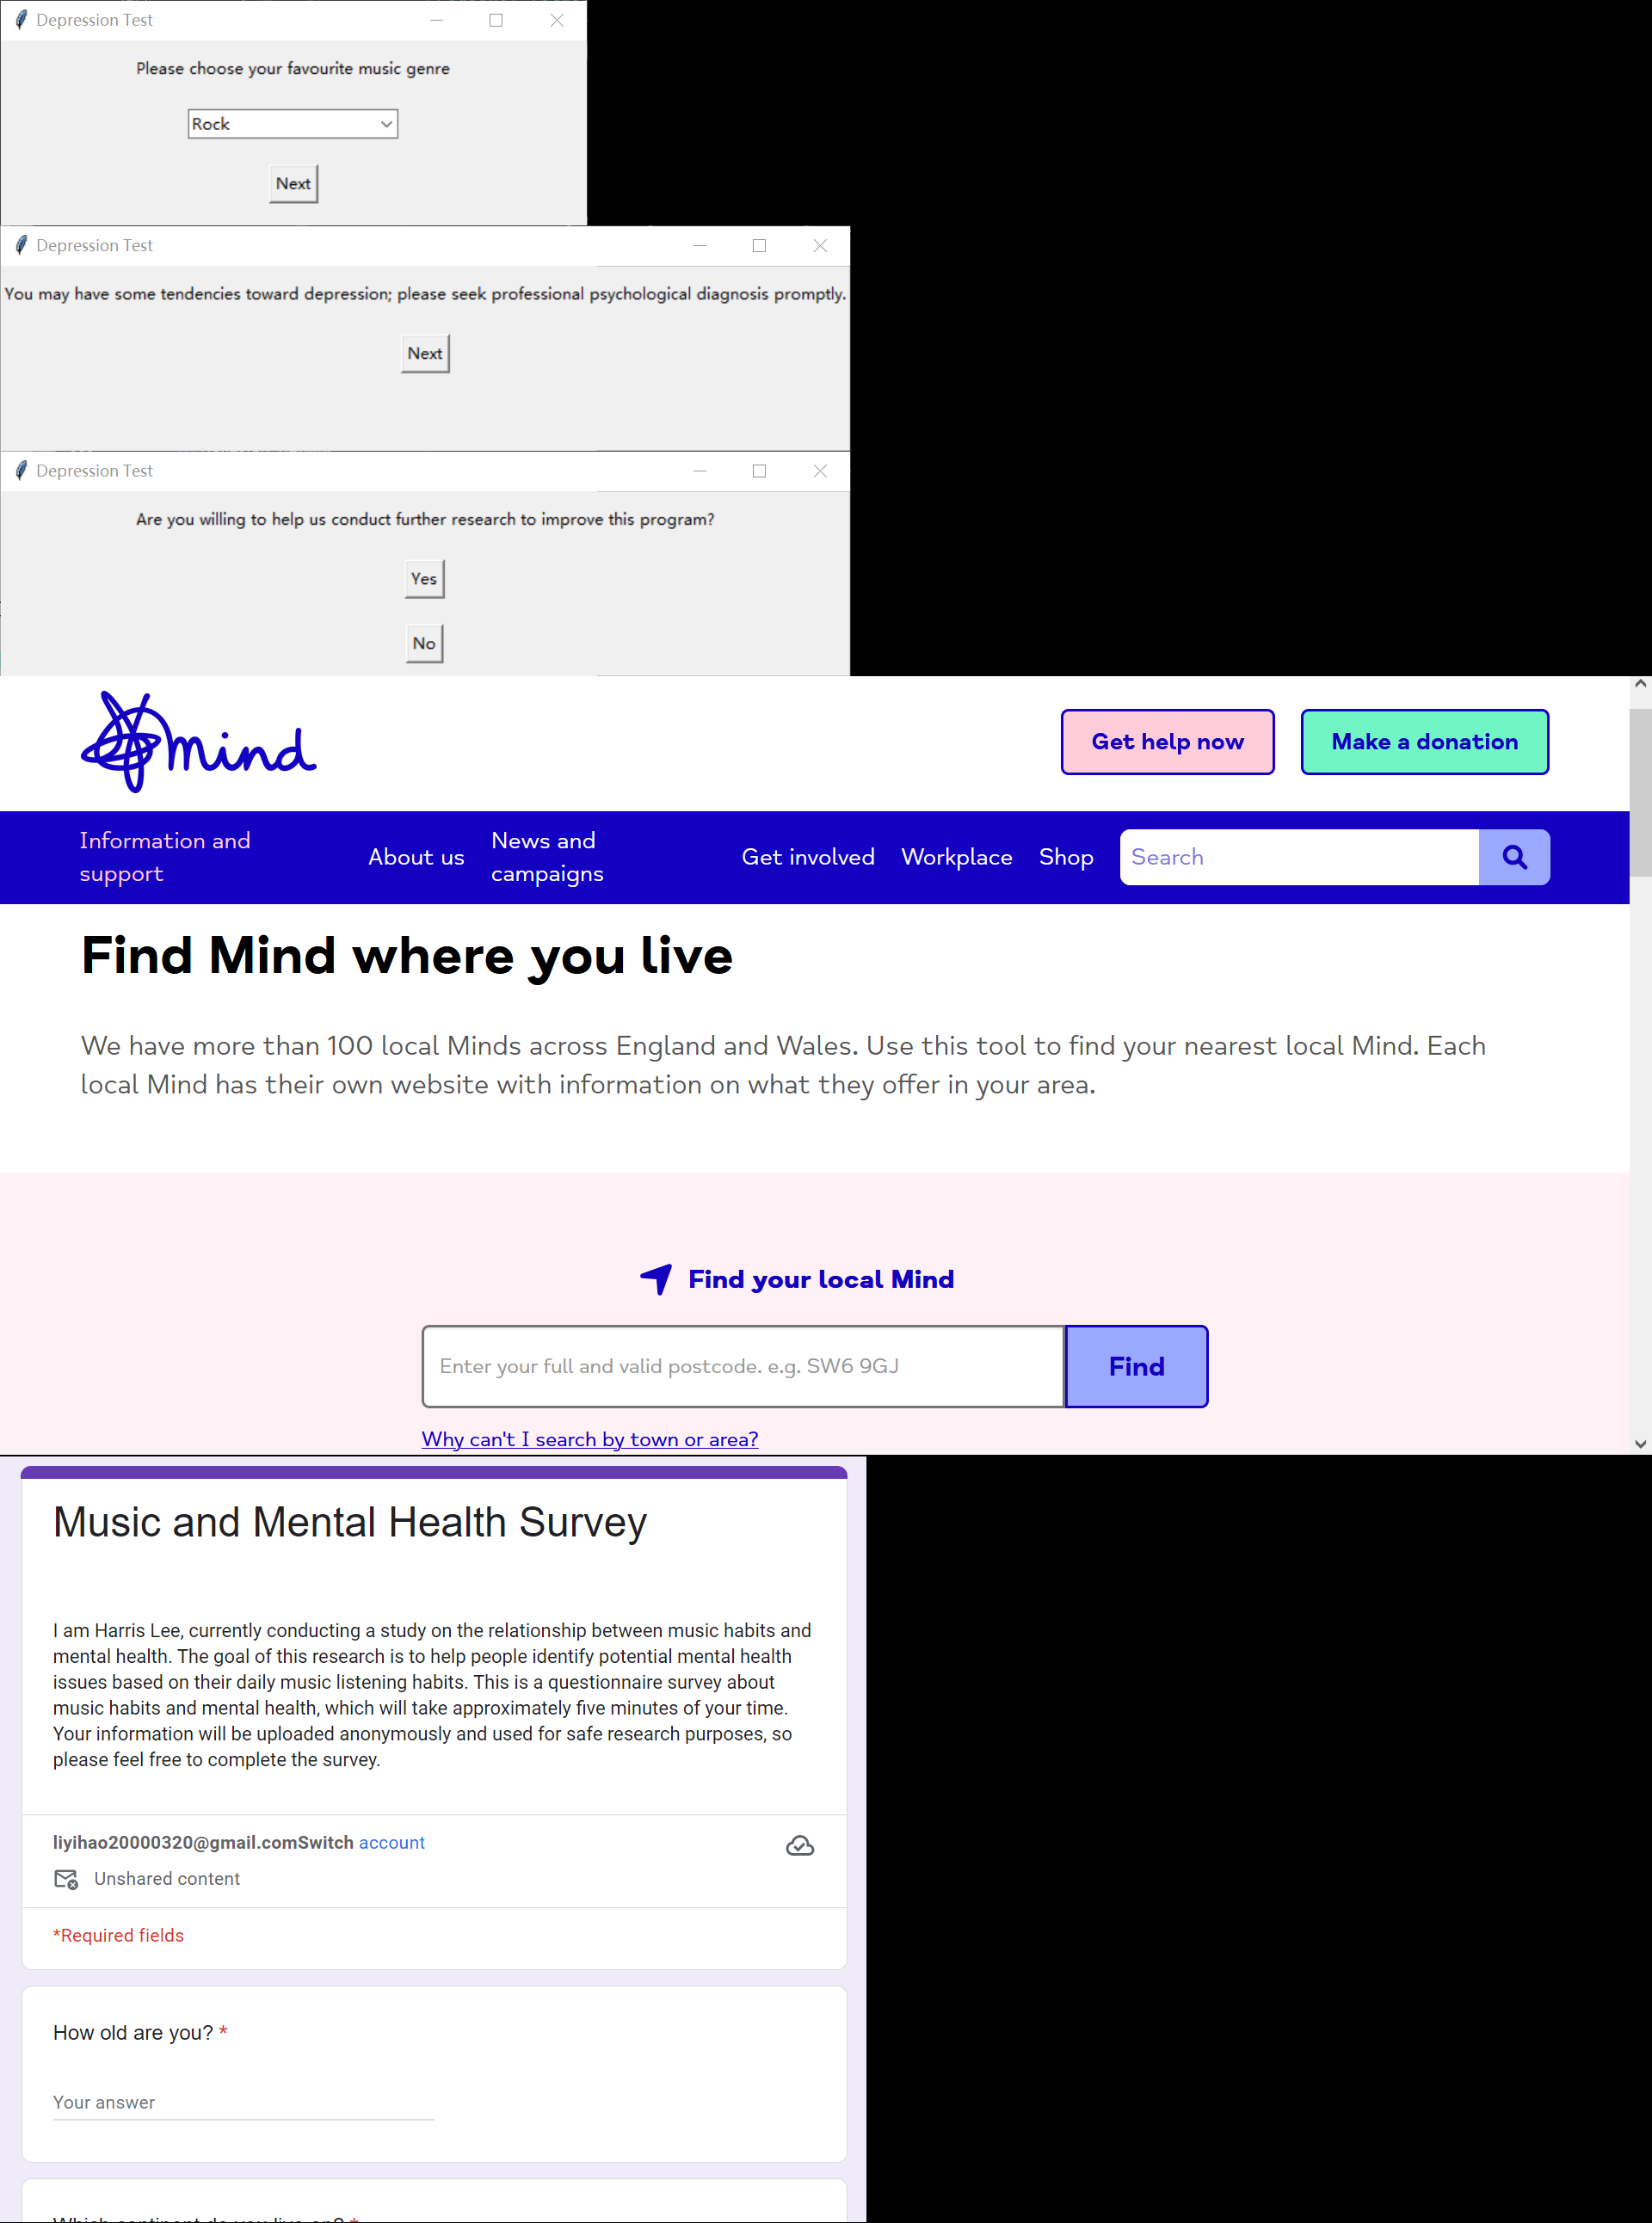 Depression Test
Please choose your favourite music genre
Rock
Next
Depression Test
You may have some tendencies toward depression; please seek professional psychological diagnosis promptly.
Next
Depression Test
Are you willing to help us conduct further research to improve this program?
Yes
No
mind
Get help now
Make a donation
Information and
support
About us
News and
campaigns
Get involved
Workplace
Shop
Search
Find Mind where you live
We have more than 100 local Minds across England and Wales. Use this tool to find your nearest local Mind. Each
local Mind has their own website with information on what they offer in your area.
Find your local Mind
Enter your full and valid postcode. e.g. SW6 9GJ
Find
Why can't I search by town or area?
Music and Mental Health Survey
I am Harris Lee, currently conducting a study on the relationship between music habits and
mental health. The goal of this research is to help people identify potential mental health
issues based on their daily music listening habits. This is a questionnaire survey about
music habits and mental health, which will take approximately five minutes of your time.
Your information will be uploaded anonymously and used for safe research purposes, so
please feel free to complete the survey.
liyihao20000320@gmail.comSwitch account
Unshared content
*Required fields
How old are you? *
Your answer